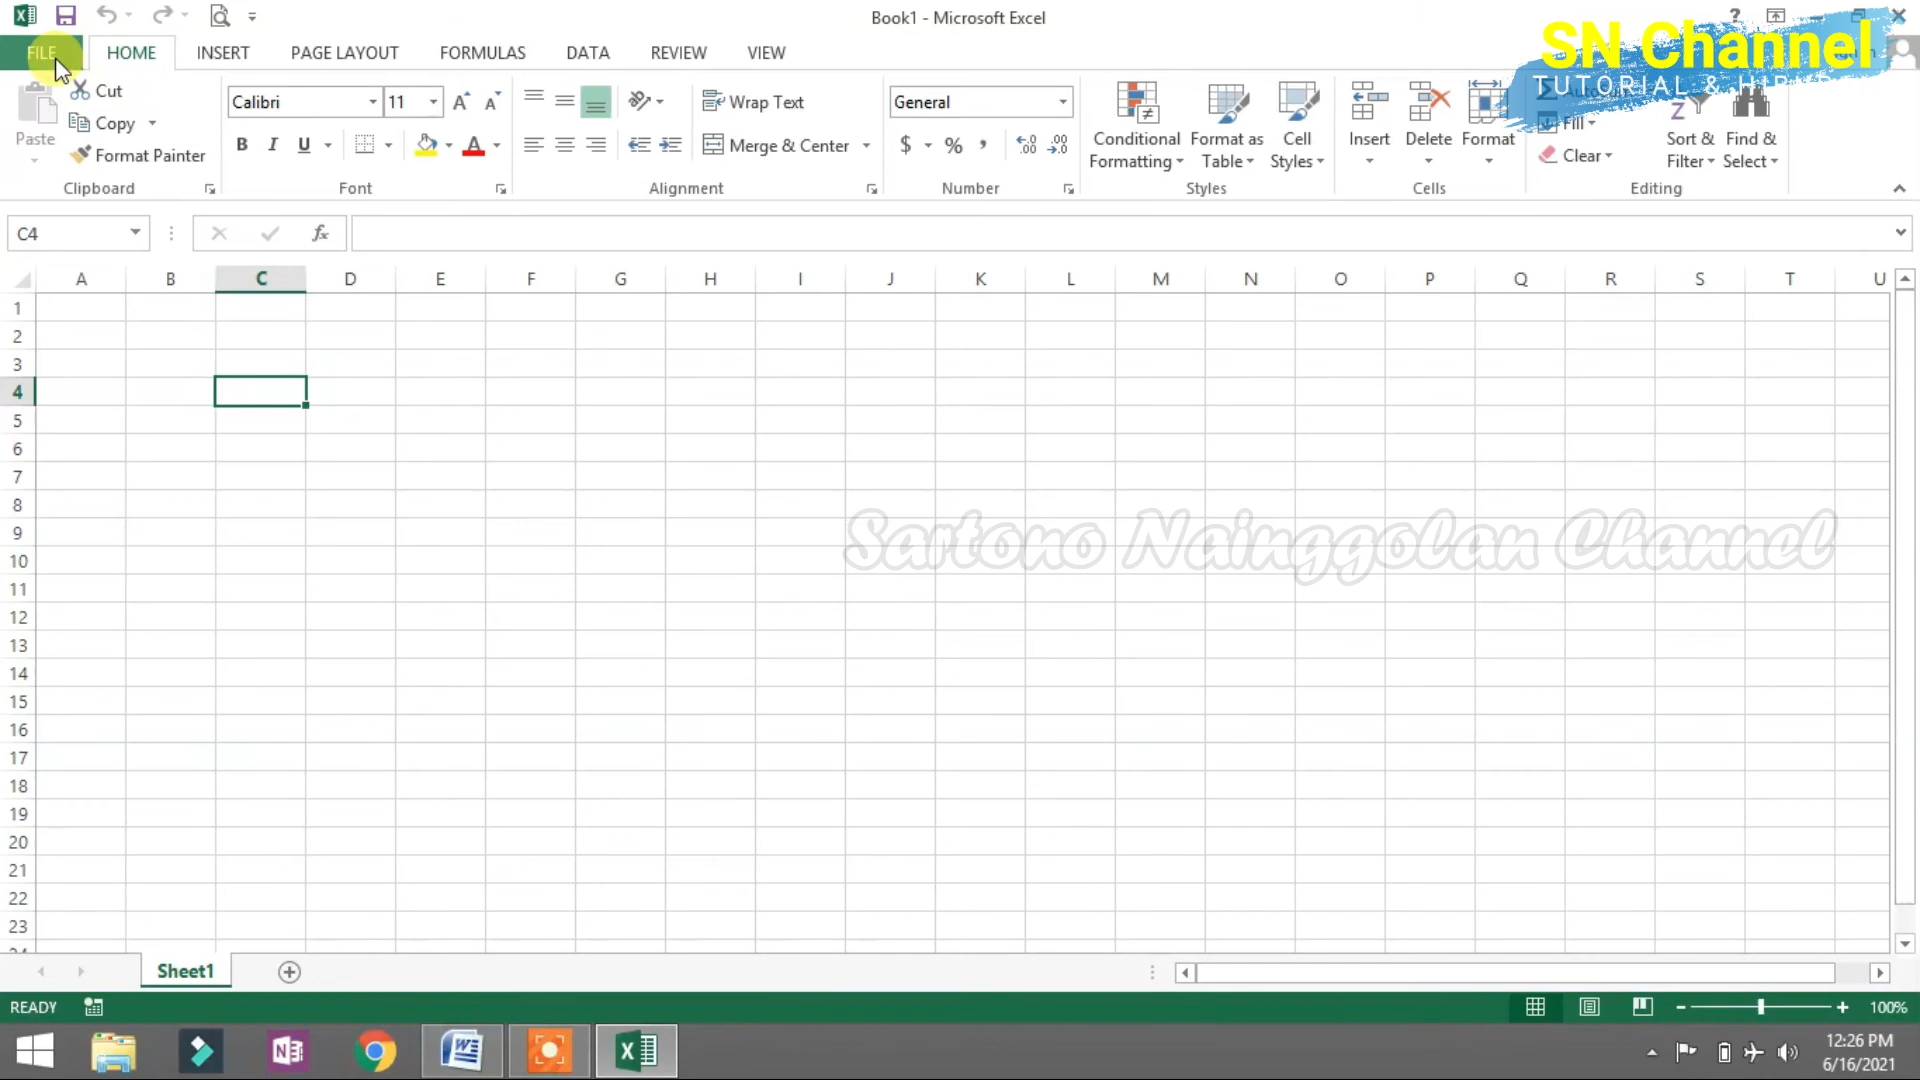 Book1 - Microsoft Excel
?
SN Channel
FILE
HOME
INSERT
PAGE LAYOUT
FORMULAS
DATA
REVIEW
VIEW
TUTORIAL &
Paste
Cut
Copy
Format Painter
Clipboard
Calibri
11
B I U
Font
Wrap Text
Merge & Center
Alignment
General
$ % ,
Number
Conditional Formatting
Format as Table
Cell Styles
Styles
Insert
Delete
Format
Cells
Fill
Clear
Sort & Filter
Find & Select
Editing
C4
fx
A B C D E F G H I J K L M N O P Q R S T U
1
2
3
4
5
6
7
8
9
Sartono Nainggolan Channel
10
11
12
13
14
15
16
17
18
19
20
21
22
23
Sheet1
READY
100%
12:26 PM
6/16/2021